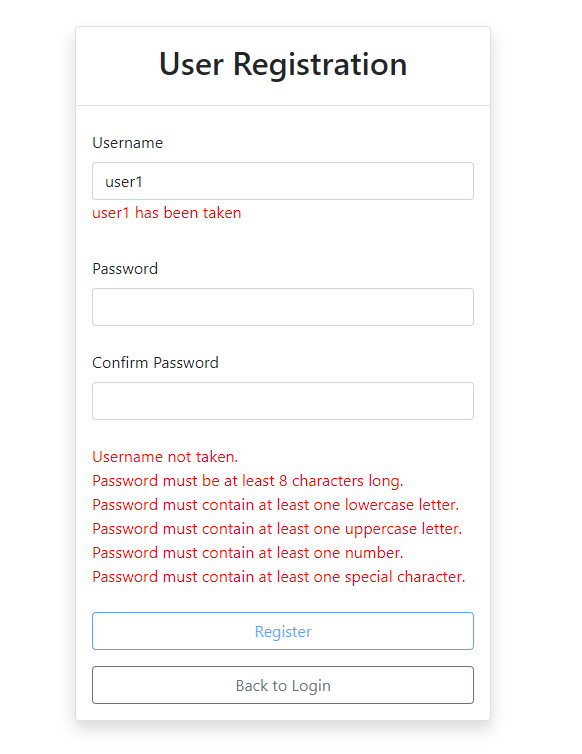 User Registration
Username
user1
user1 has been taken
Password
Confirm Password
Username not taken.
Password must be at least 8 characters long.
Password must contain at least one lowercase letter.
Password must contain at least one uppercase letter.
Password must contain at least one number.
Password must contain at least one special character.
Register
Back to Login